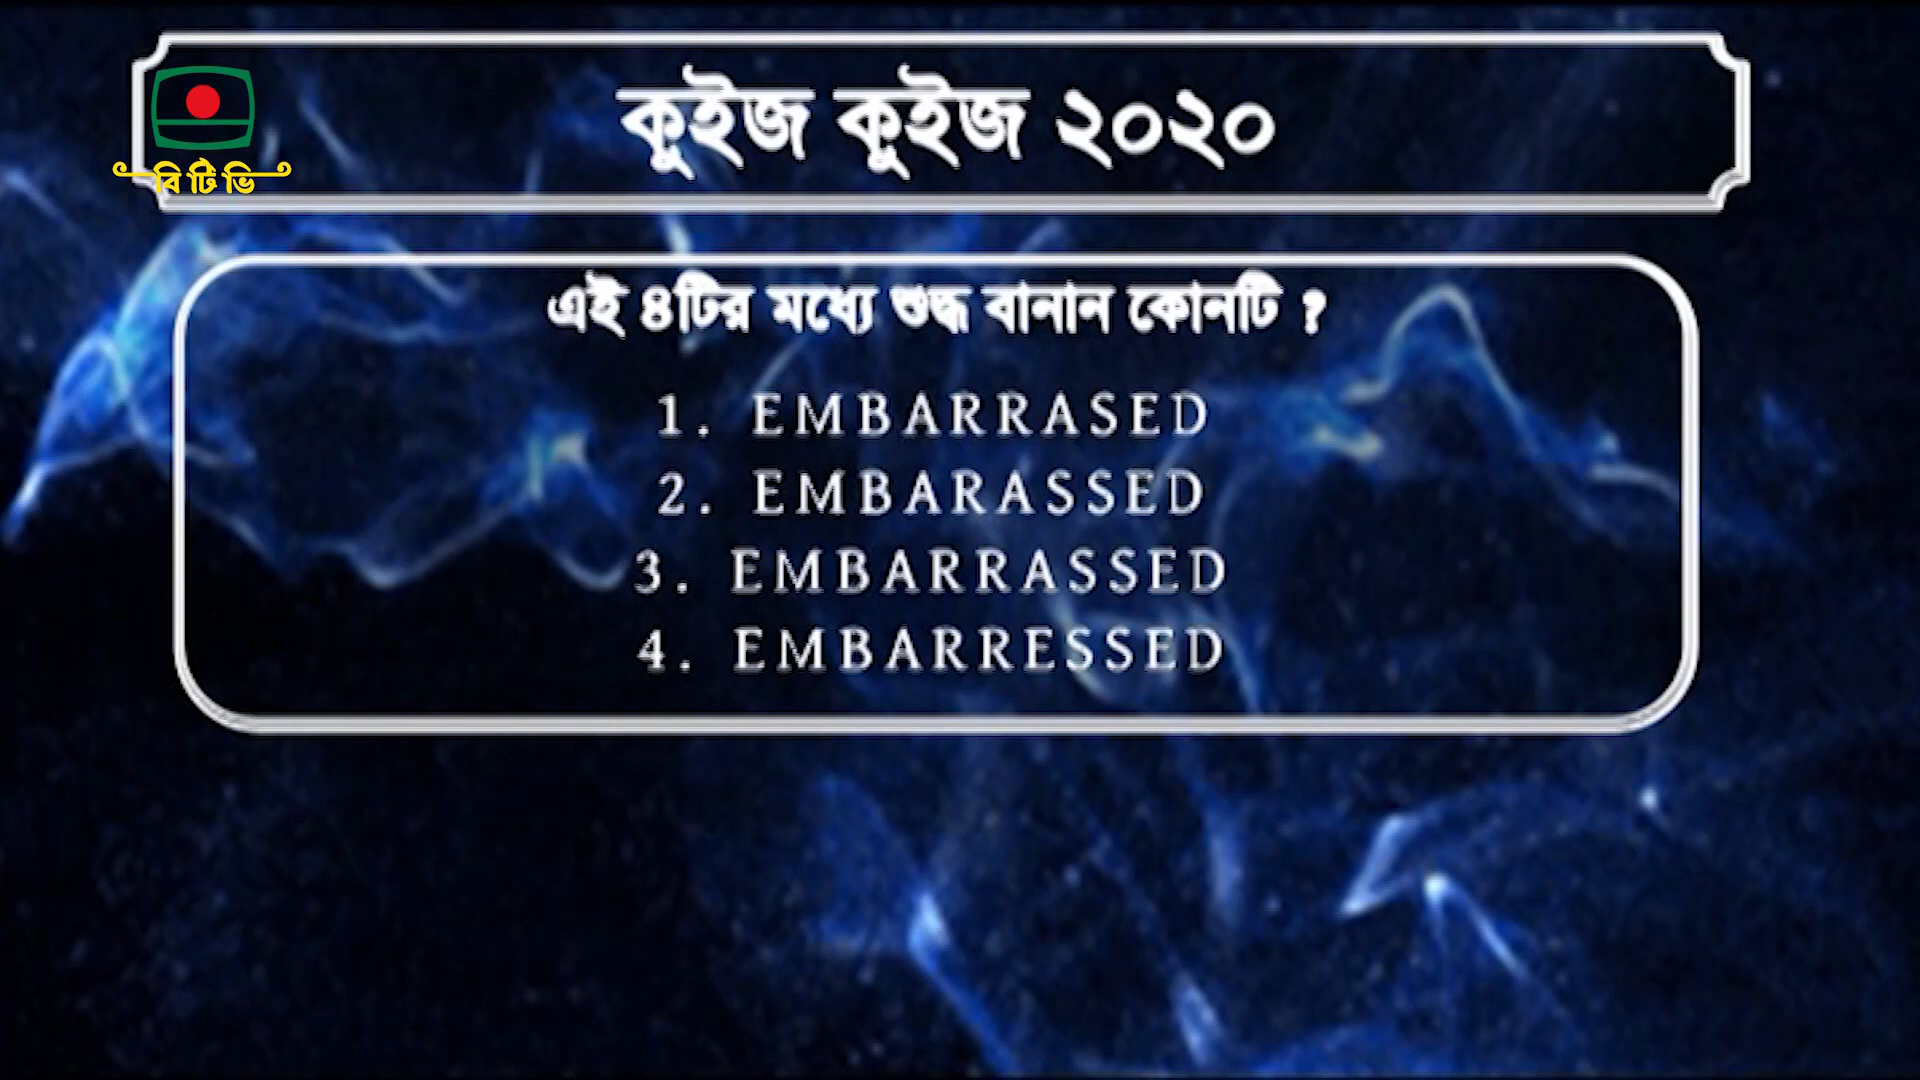 বিটিভি
কুইজ কুইজ ২০২০
এই ৪টির মধ্যে শুদ্ধ বানান কোনটি ?
1. EMBARRASED
2. EMBARASSED
3. EMBARRASSED
4. EMBARRESSED